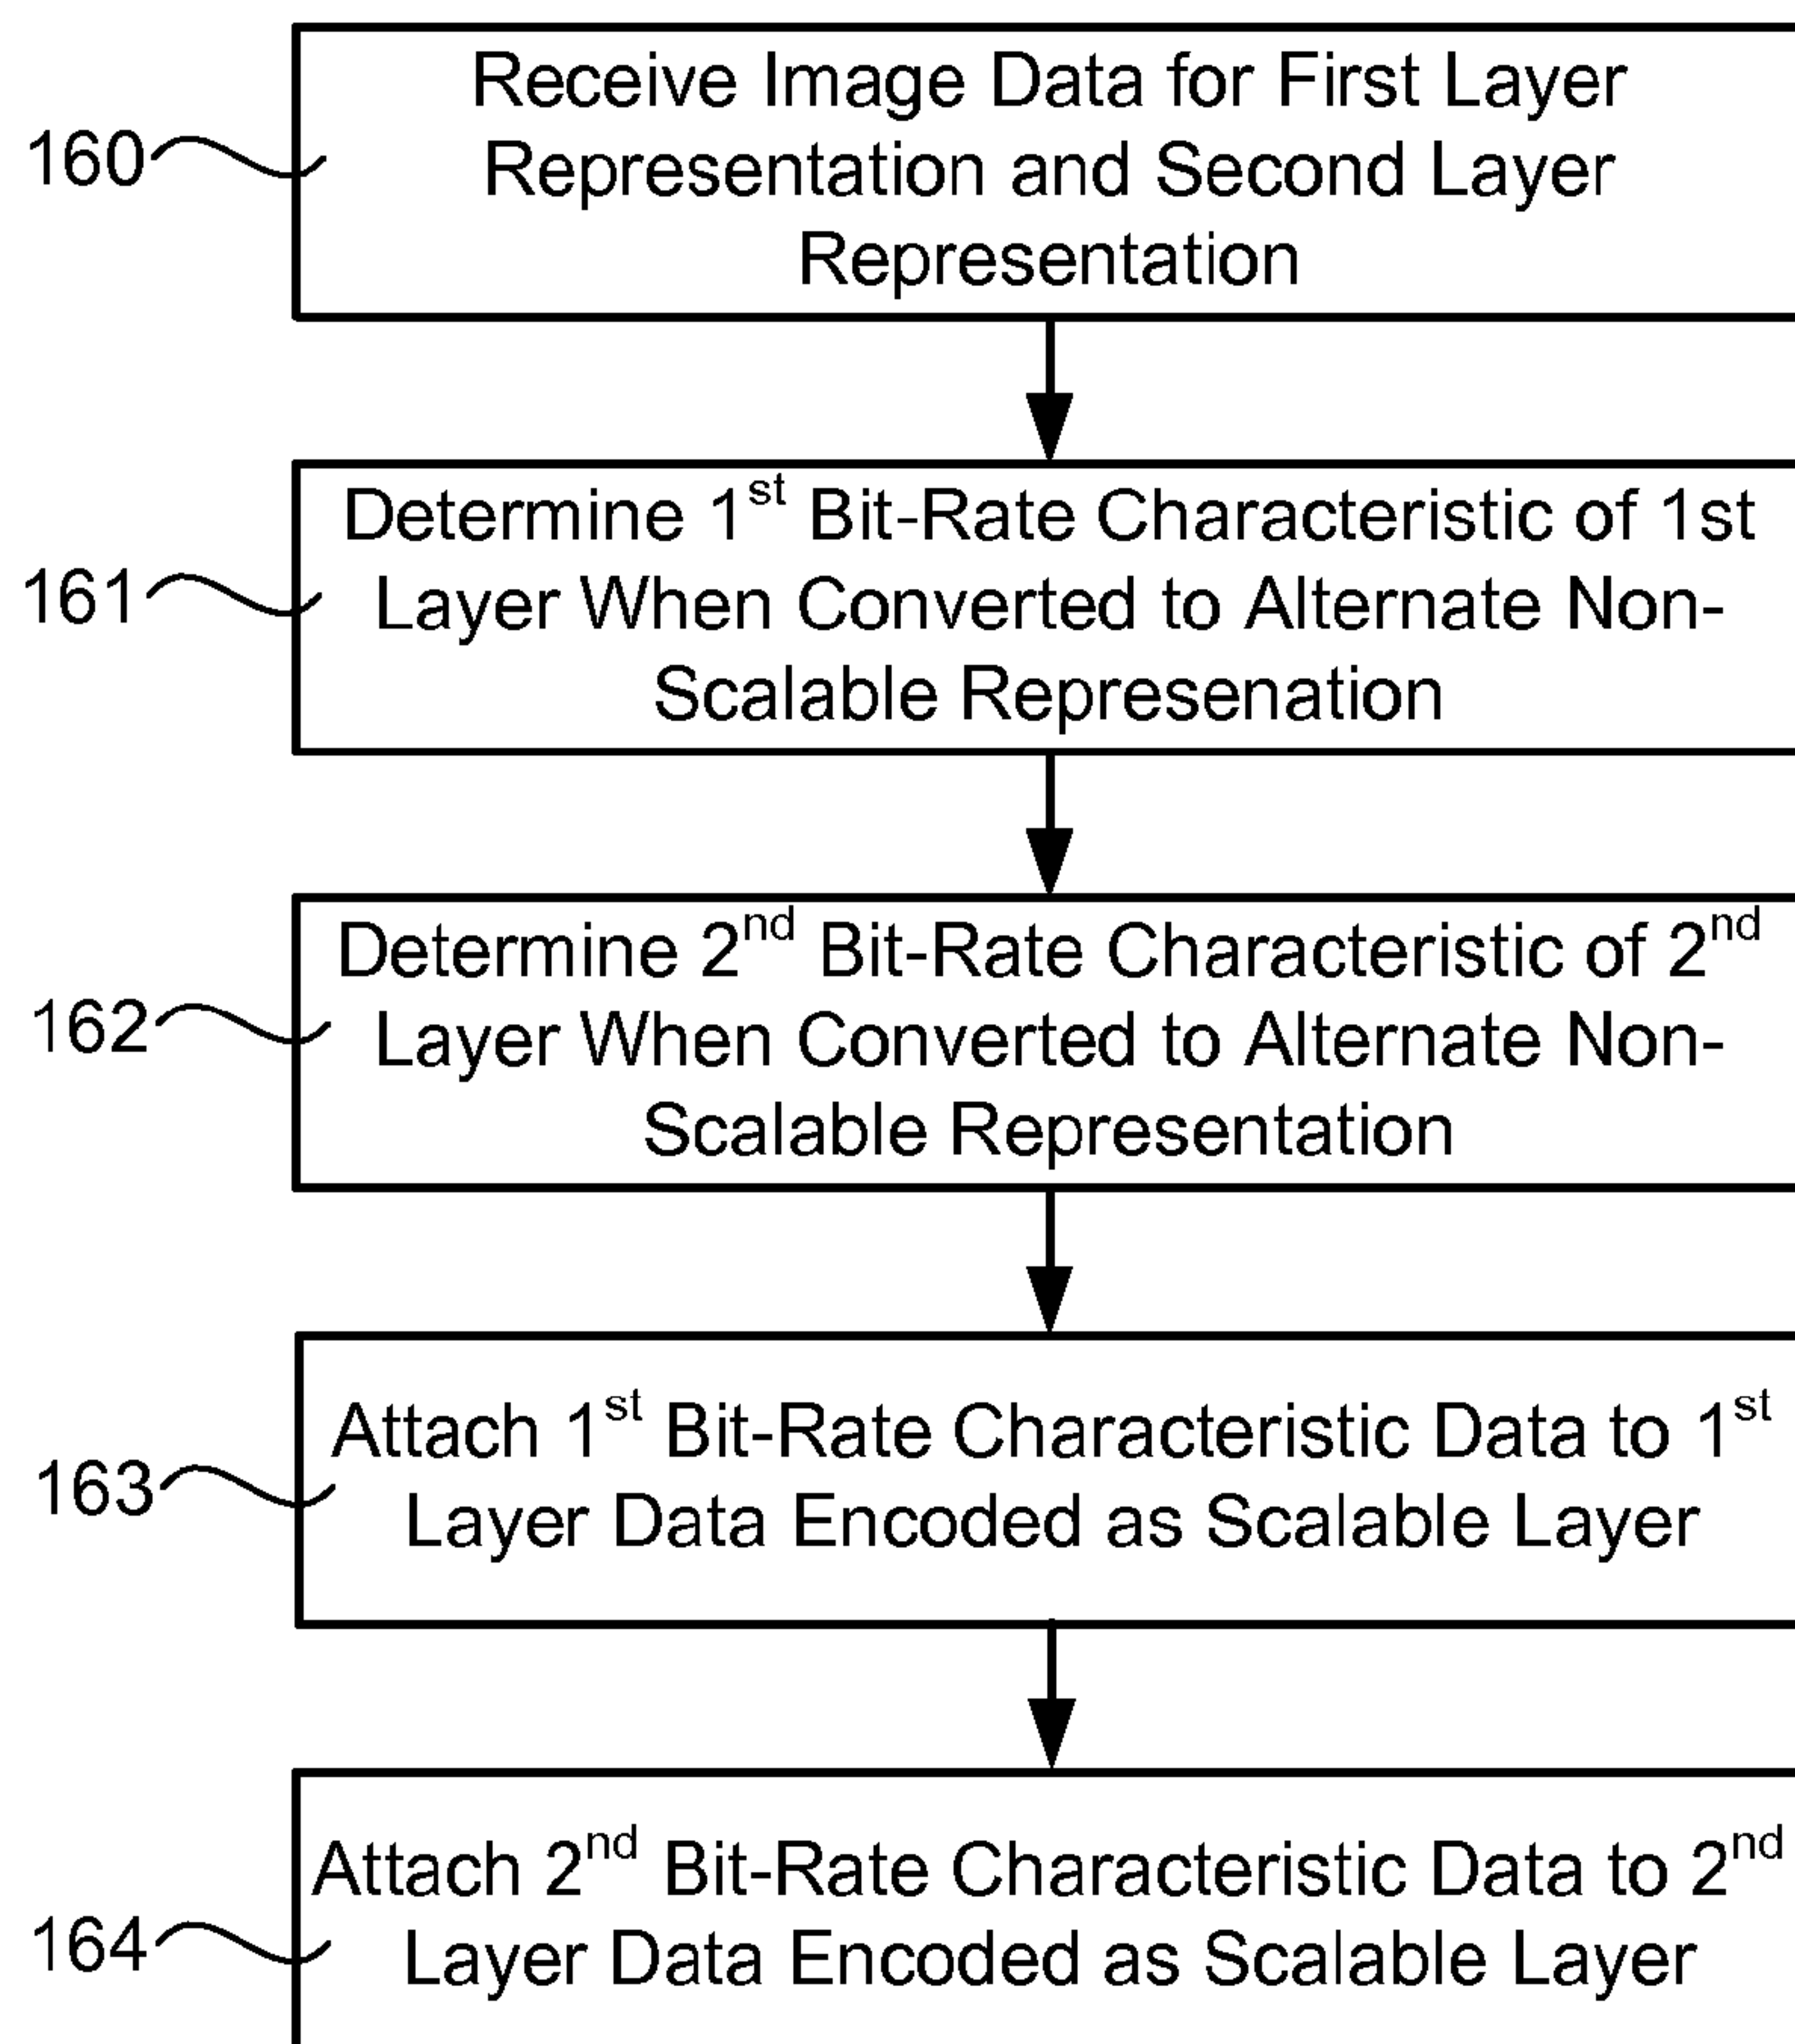 Receive Image Data for First Layer
160
Representation and Second Layer
Representation
Determine 1st Bit-Rate Characteristic of 1st
161
Layer When Converted to Alternate Non-
Scalable Represenation
Determine 2nd Bit-Rate Characteristic of 2nd
162
Layer When Converted to Alternate Non-
Scalable Representation
Attach 1st Bit-Rate Characteristic Data to 1st
163
Layer Data Encoded as Scalable Layer
Attach 2nd Bit-Rate Characteristic Data to 2nd
164
Layer Data Encoded as Scalable Layer